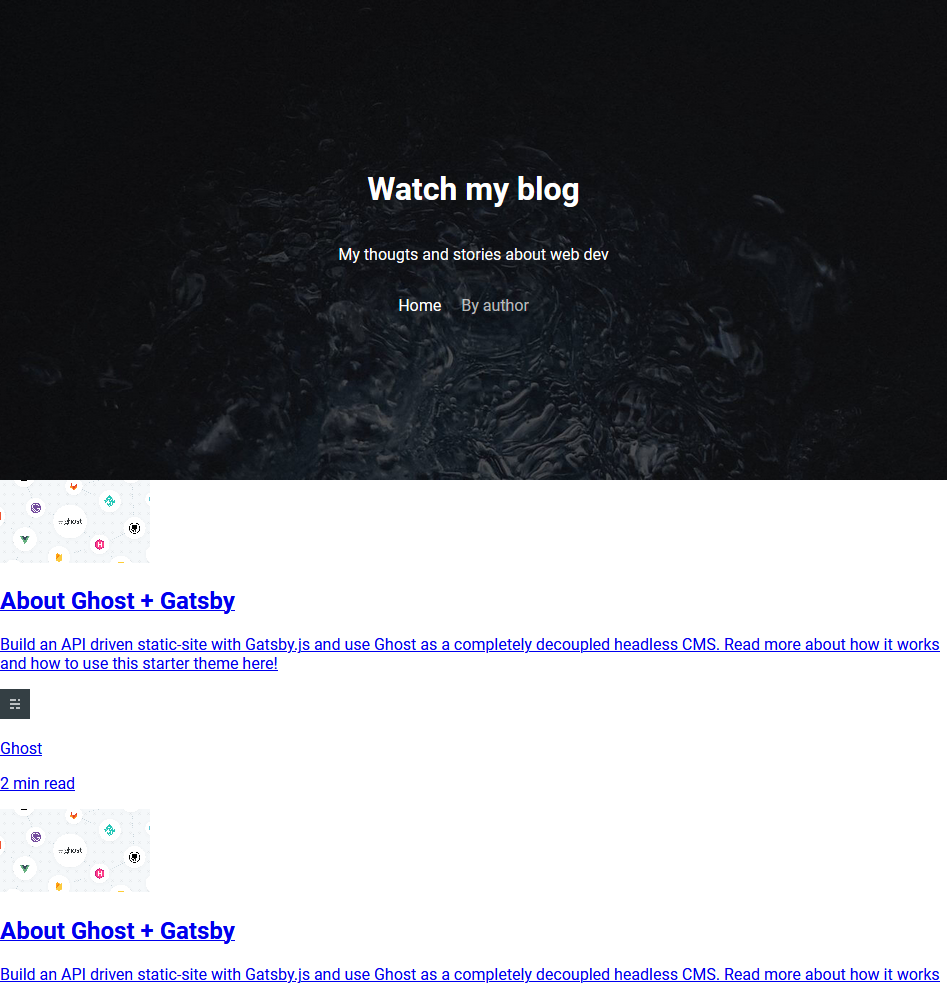 Watch my blog
My thougts and stories about web dev
Home By author
ghost
About Ghost + Gatsby
Build an API driven static-site with Gatsby.js and use Ghost as a completely decoupled headless CMS. Read more about how it works
and how to use this starter theme here!
Ghost
2 min read
ghost
About Ghost + Gatsby
Build an API driven static-site with Gatsby.js and use Ghost as a completely decoupled headless CMS. Read more about how it works